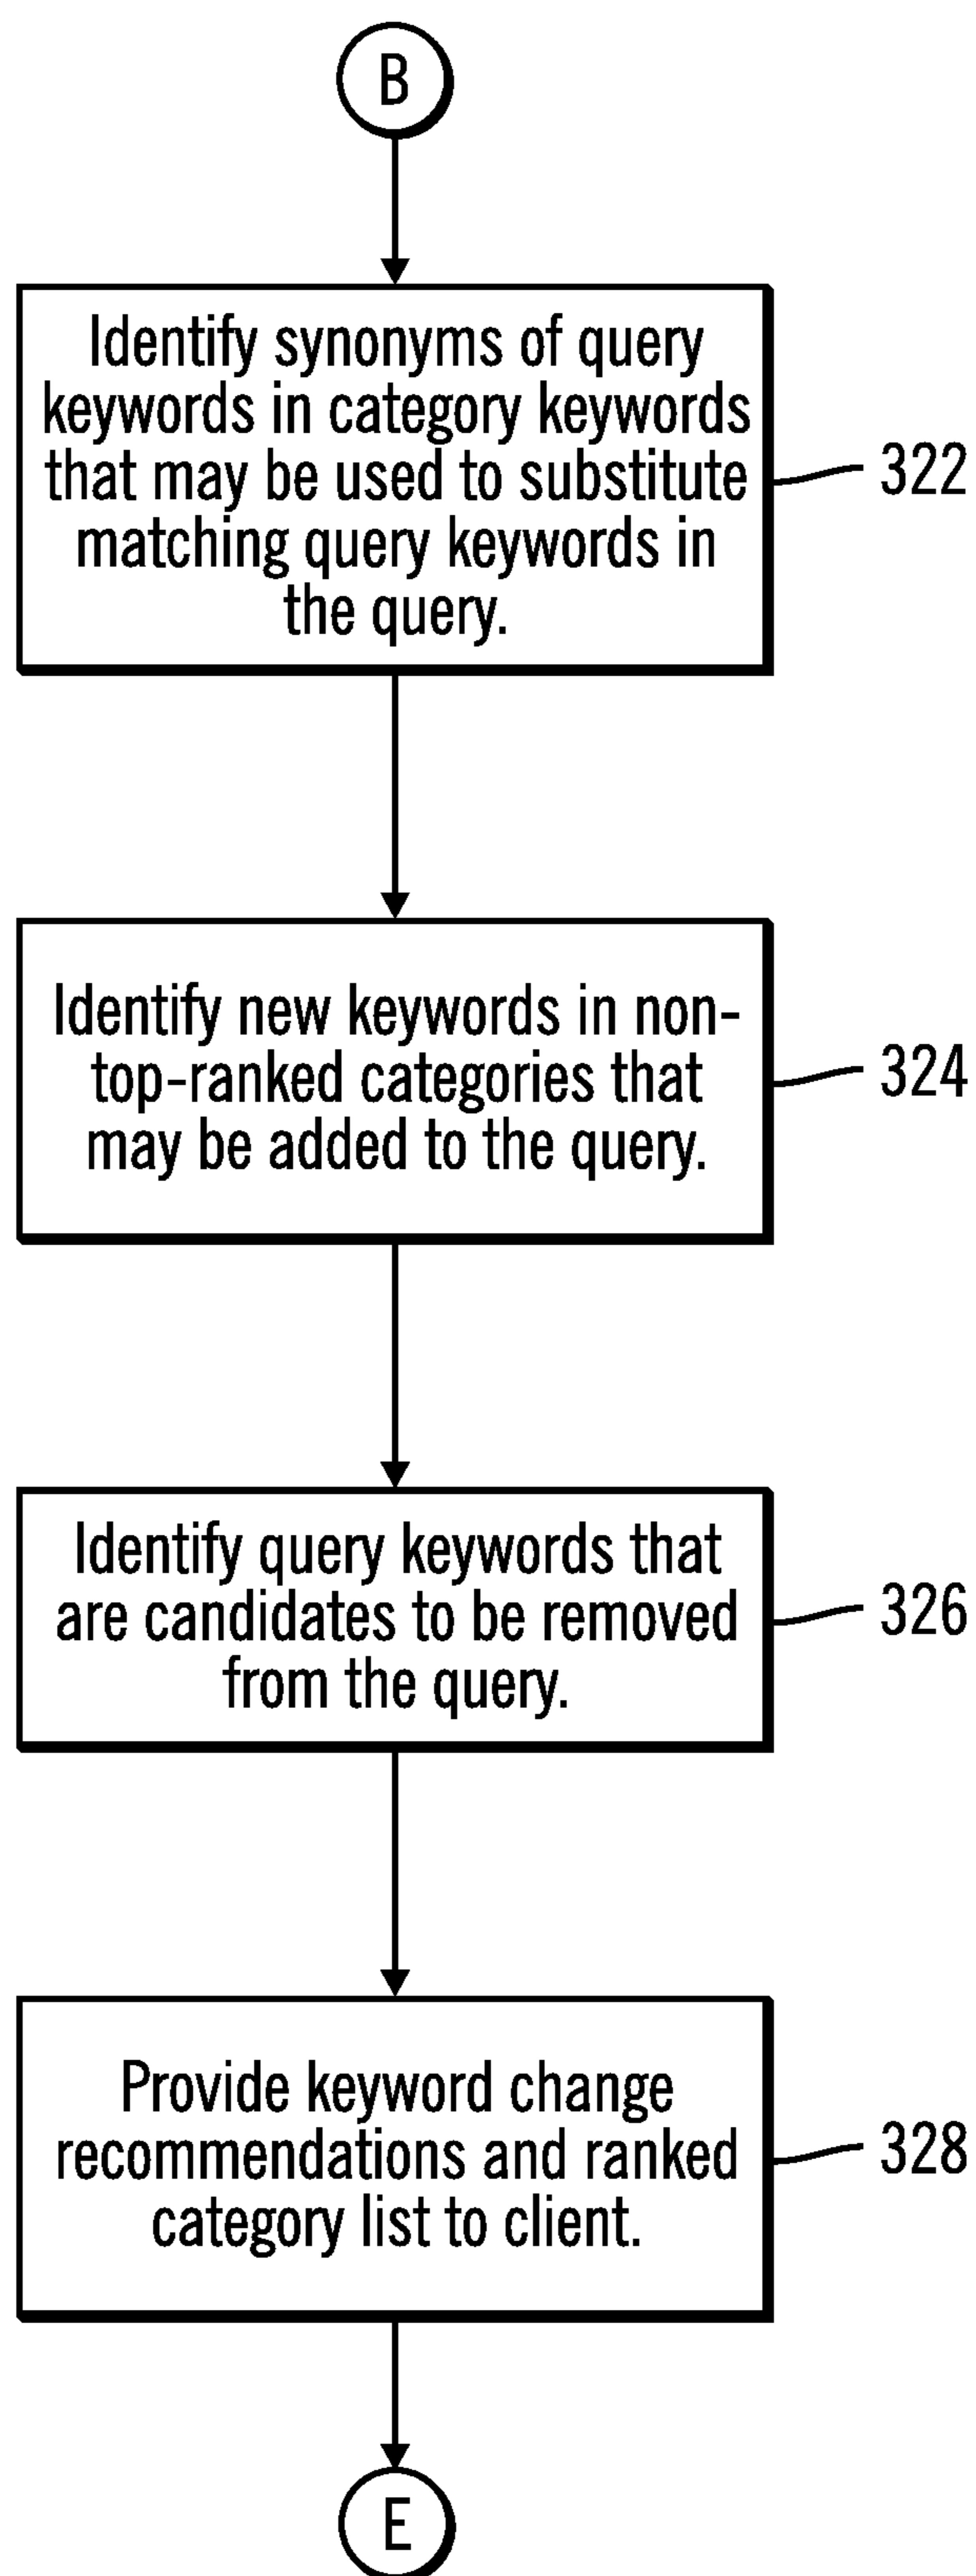 B
Identify synonyms of query
keywords in category keywords
that may be used to substitute
matching query keywords in
the query.
322
Identify new keywords in non-
top-ranked categories that
may be added to the query.
324
Identify query keywords that
are candidates to be removed
from the query.
326
Provide keyword change
recommendations and ranked
category list to client.
328
E